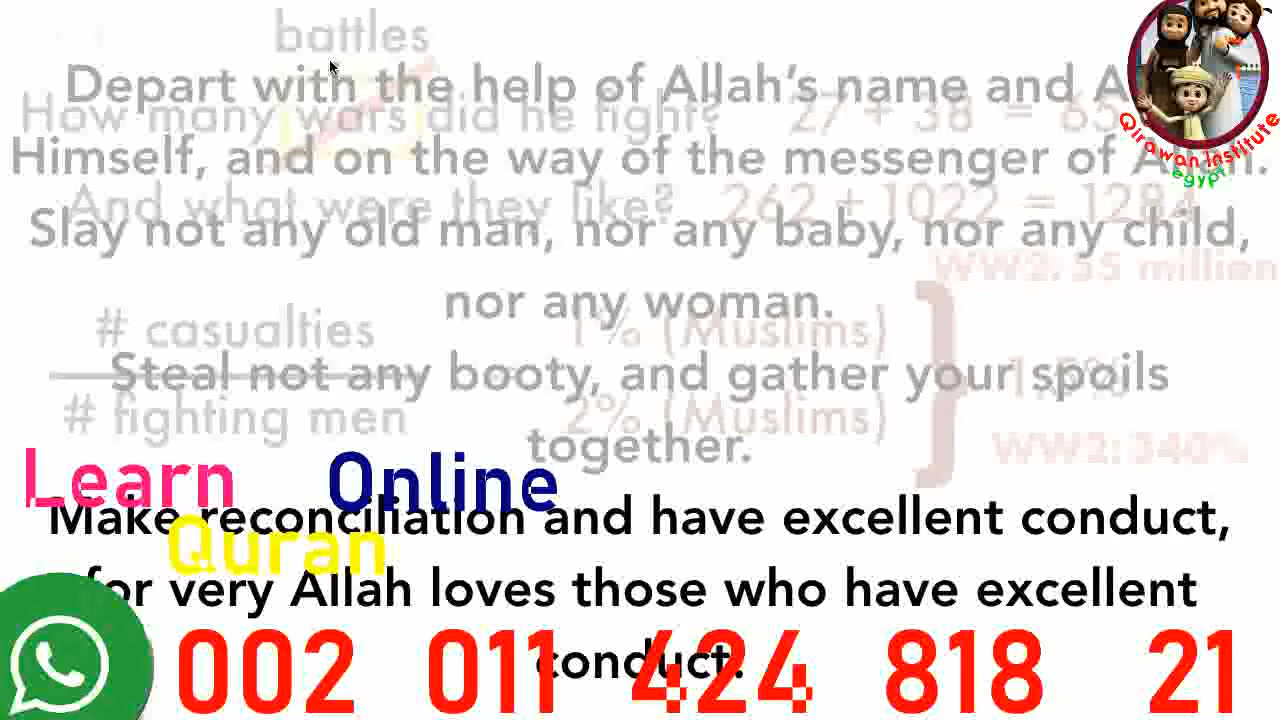 battles
Depart with the help of Allah's name and
How many wars did he fight? 27 + 38 = 65
Himself, and on the way of the messenger of
And what were they like? 262 + 1022 = 1284
Slay not any old man, nor any baby, nor any child,
WW2: 55 million
nor any woman.
# casualties
1% (Muslims)
Steal not any booty, and gather your spoils
1.5%
# fighting men
2% (Muslims)
together.
WW2: 340%
Learn Online
Quran
Make reconciliation and have excellent conduct,
for very Allah loves those who have excellent
conduct.
002 011 424 818 21
Qirawan Institute
egypt